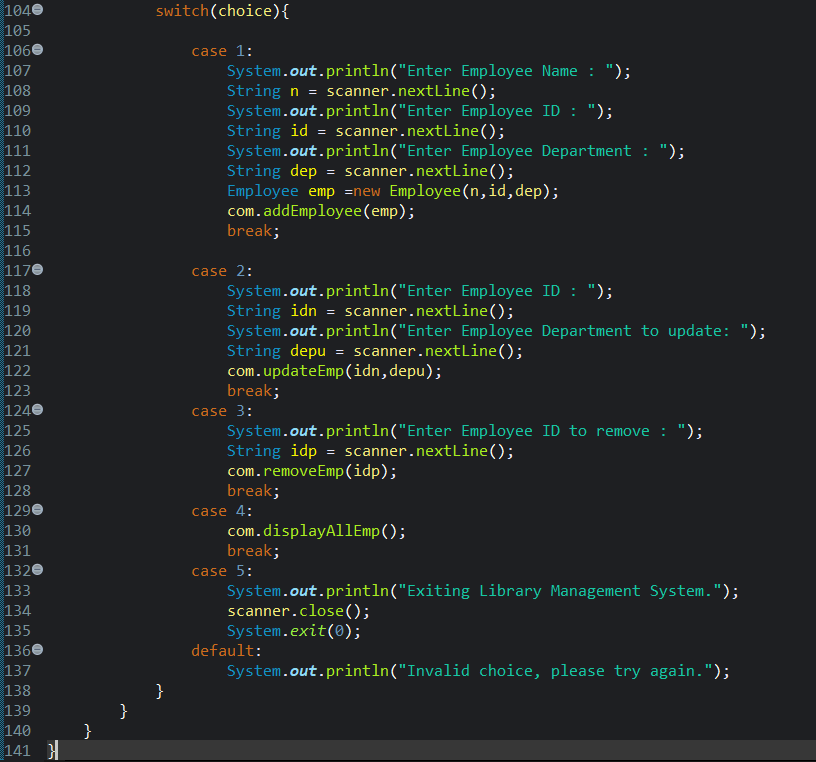 104 switch(choice){
105
106 case 1:
107 System.out.println("Enter Employee Name : ");
108 String n = scanner.nextLine();
109 System.out.println("Enter Employee ID : ");
110 String id = scanner.nextLine();
111 System.out.println("Enter Employee Department : ");
112 String dep = scanner.nextLine();
113 Employee emp =new Employee(n,id,dep);
114 com.addEmployee(emp);
115 break;
116
117 case 2:
118 System.out.println("Enter Employee ID : ");
119 String idn = scanner.nextLine();
120 System.out.println("Enter Employee Department to update: ");
121 String depu = scanner.nextLine();
122 com.updateEmp(idn,depu);
123 break;
124 case 3:
125 System.out.println("Enter Employee ID to remove : ");
126 String idp = scanner.nextLine();
127 com.removeEmp(idp);
128 break;
129 case 4:
130 com.displayAllEmp();
131 break;
132 case 5:
133 System.out.println("Exiting Library Management System.");
134 scanner.close();
135 System.exit(0);
136 default:
137 System.out.println("Invalid choice, please try again.");
138 }
139 }
140 }
141 }